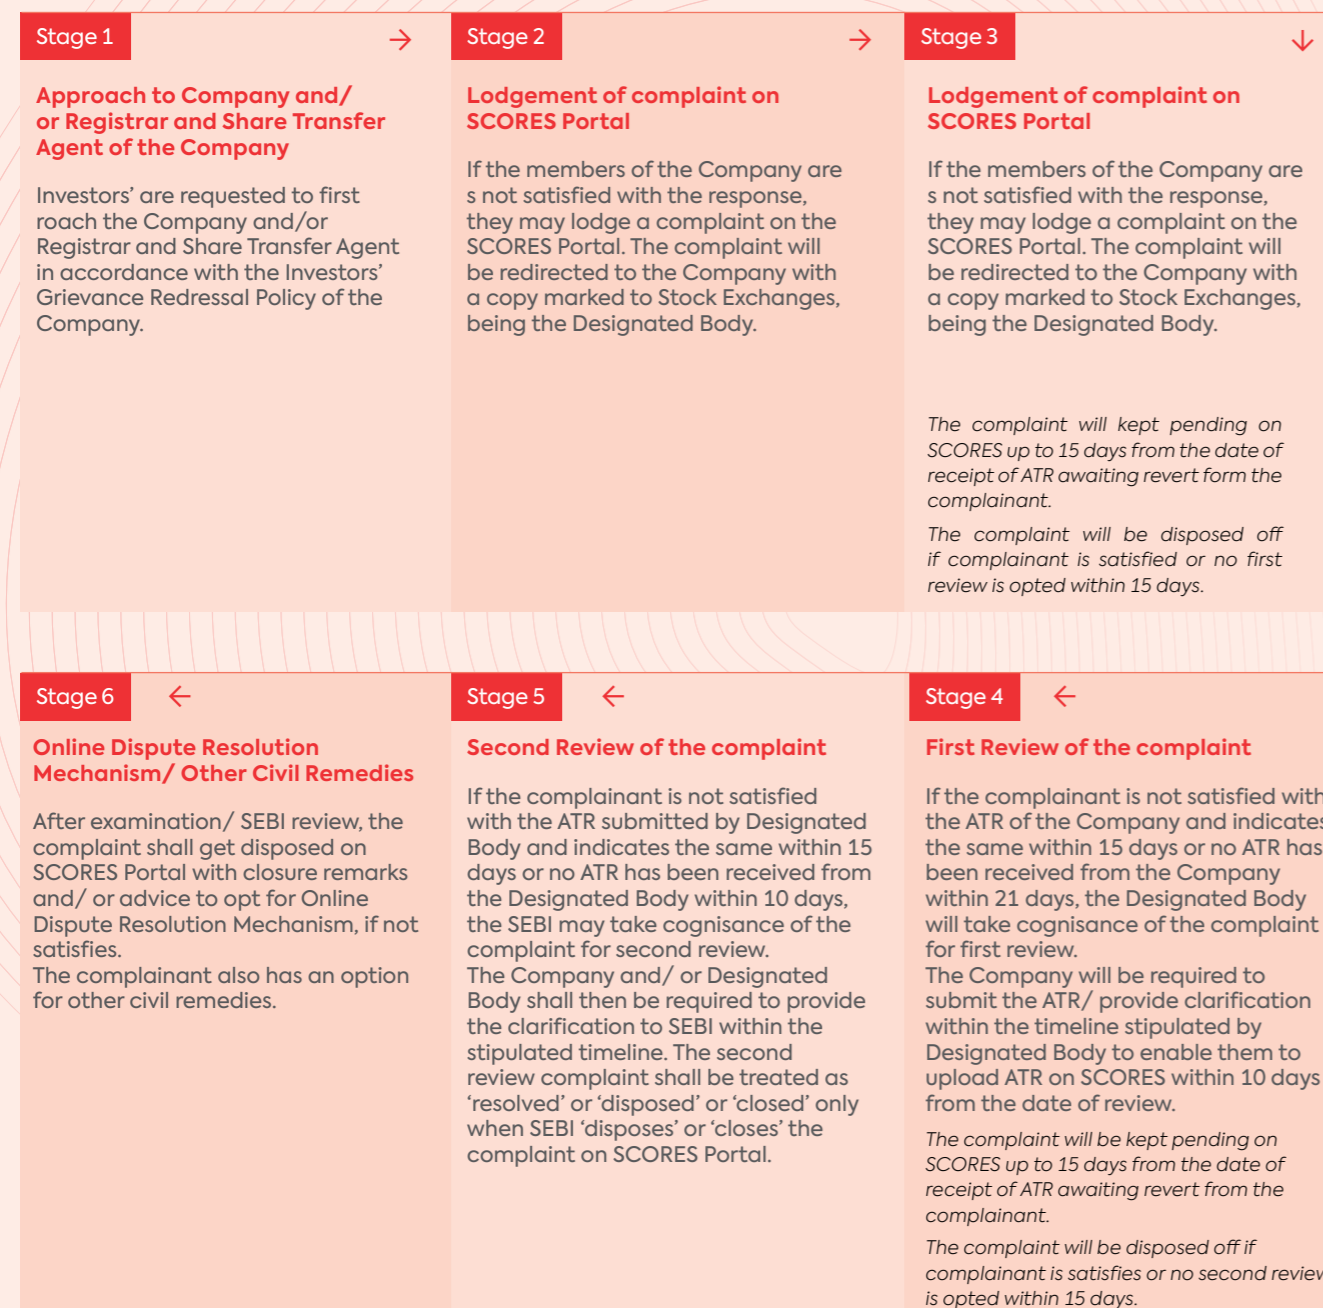 Stage 1
Approach to Company and/
or Registrar and Share Transfer
Agent of the Company
Investors’ are requested to first
roach the Company and/or
Registrar and Share Transfer Agent
in accordance with the Investors’
Grievance Redressal Policy of the
Company.
Stage 2
Lodgement of complaint on
SCORES Portal
If the members of the Company are
s not satisfied with the response,
they may lodge a complaint on the
SCORES Portal. The complaint will
be redirected to the Company with
a copy marked to Stock Exchanges,
being the Designated Body.
Stage 3
Lodgement of complaint on
SCORES Portal
If the members of the Company are
s not satisfied with the response,
they may lodge a complaint on the
SCORES Portal. The complaint will
be redirected to the Company with
a copy marked to Stock Exchanges,
being the Designated Body.
The complaint will kept pending on
SCORES up to 15 days from the date of
receipt of ATR awaiting revert form the
complainant.
The complaint will be disposed off
if complainant is satisfied or no first
review is opted within 15 days.
Stage 4
First Review of the complaint
If the complainant is not satisfied with
the ATR of the Company and indicates
the same within 15 days or no ATR has
been received from the Company
within 21 days, the Designated Body
will take cognisance of the complaint
for first review.
The Company will be required to
submit the ATR/ provide clarification
within the timeline stipulated by
Designated Body to enable them to
upload ATR on SCORES within 10 days
from the date of review.
The complaint will be kept pending on
SCORES up to 15 days from the date of
receipt of ATR awaiting revert from the
complainant.
The complaint will be disposed off if
complainant is satisfies or no second review
is opted within 15 days.
Stage 5
Second Review of the complaint
If the complainant is not satisfied
with the ATR submitted by Designated
Body and indicates the same within 15
days or no ATR has been received from
the Designated Body within 10 days,
the SEBI may take cognisance of the
complaint for second review.
The Company and/ or Designated
Body shall then be required to provide
the clarification to SEBI within the
stipulated timeline. The second
review complaint shall be treated as
‘resolved’ or ‘disposed’ or ‘closed’ only
when SEBI ‘disposes’ or ‘closes’ the
complaint on SCORES Portal.
Stage 6
Online Dispute Resolution
Mechanism/ Other Civil Remedies
After examination/ SEBI review, the
complaint shall get disposed on
SCORES Portal with closure remarks
and/ or advice to opt for Online
Dispute Resolution Mechanism, if not
satisfies.
The complainant also has an option
for other civil remedies.